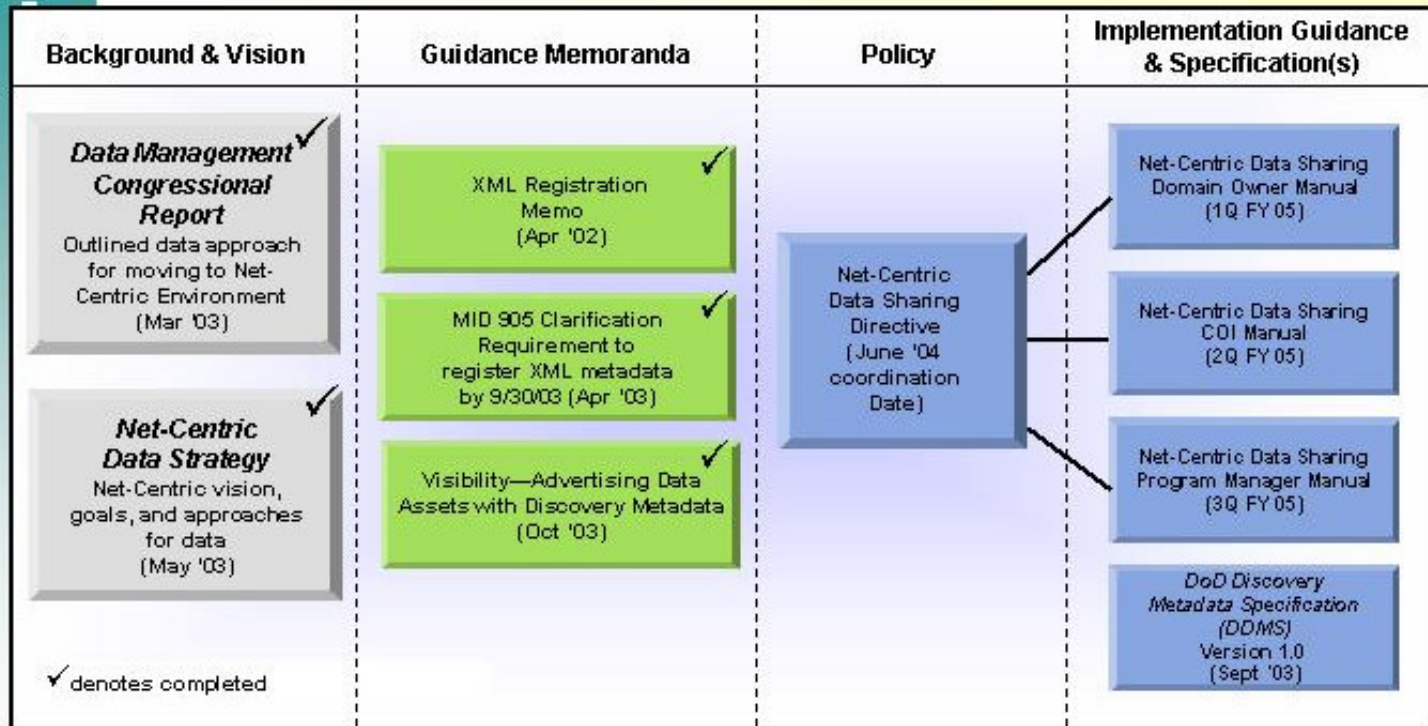 Background & Vision
Guidance Memoranda
Policy
Implementation Guidance
& Specification(s)
Data Management
Congressional
Report
Outlined data approach
for moving to Net-
Centric Environment
(Mar '03)
Net-Centric
Data Strategy
Net-Centric vision,
goals, and approaches
for data
(May '03)
✓ denotes completed
XML Registration
Memo
(Apr '02)
MID 905 Clarification
Requirement to
register XML metadata
by 9/30/03 (Apr '03)
Visibility—Advertising Data
Assets with Discovery Metadata
(Oct '03)
Net-Centric
Data Sharing
Directive
(June '04
coordination
Date)
Net-Centric Data Sharing
Domain Owner Manual
(1Q FY 05)
Net-Centric Data Sharing
COI Manual
(2Q FY 05)
Net-Centric Data Sharing
Program Manager Manual
(3Q FY 05)
DoD Discovery
Metadata Specification
(DDMS)
Version 1.0
(Sept '03)